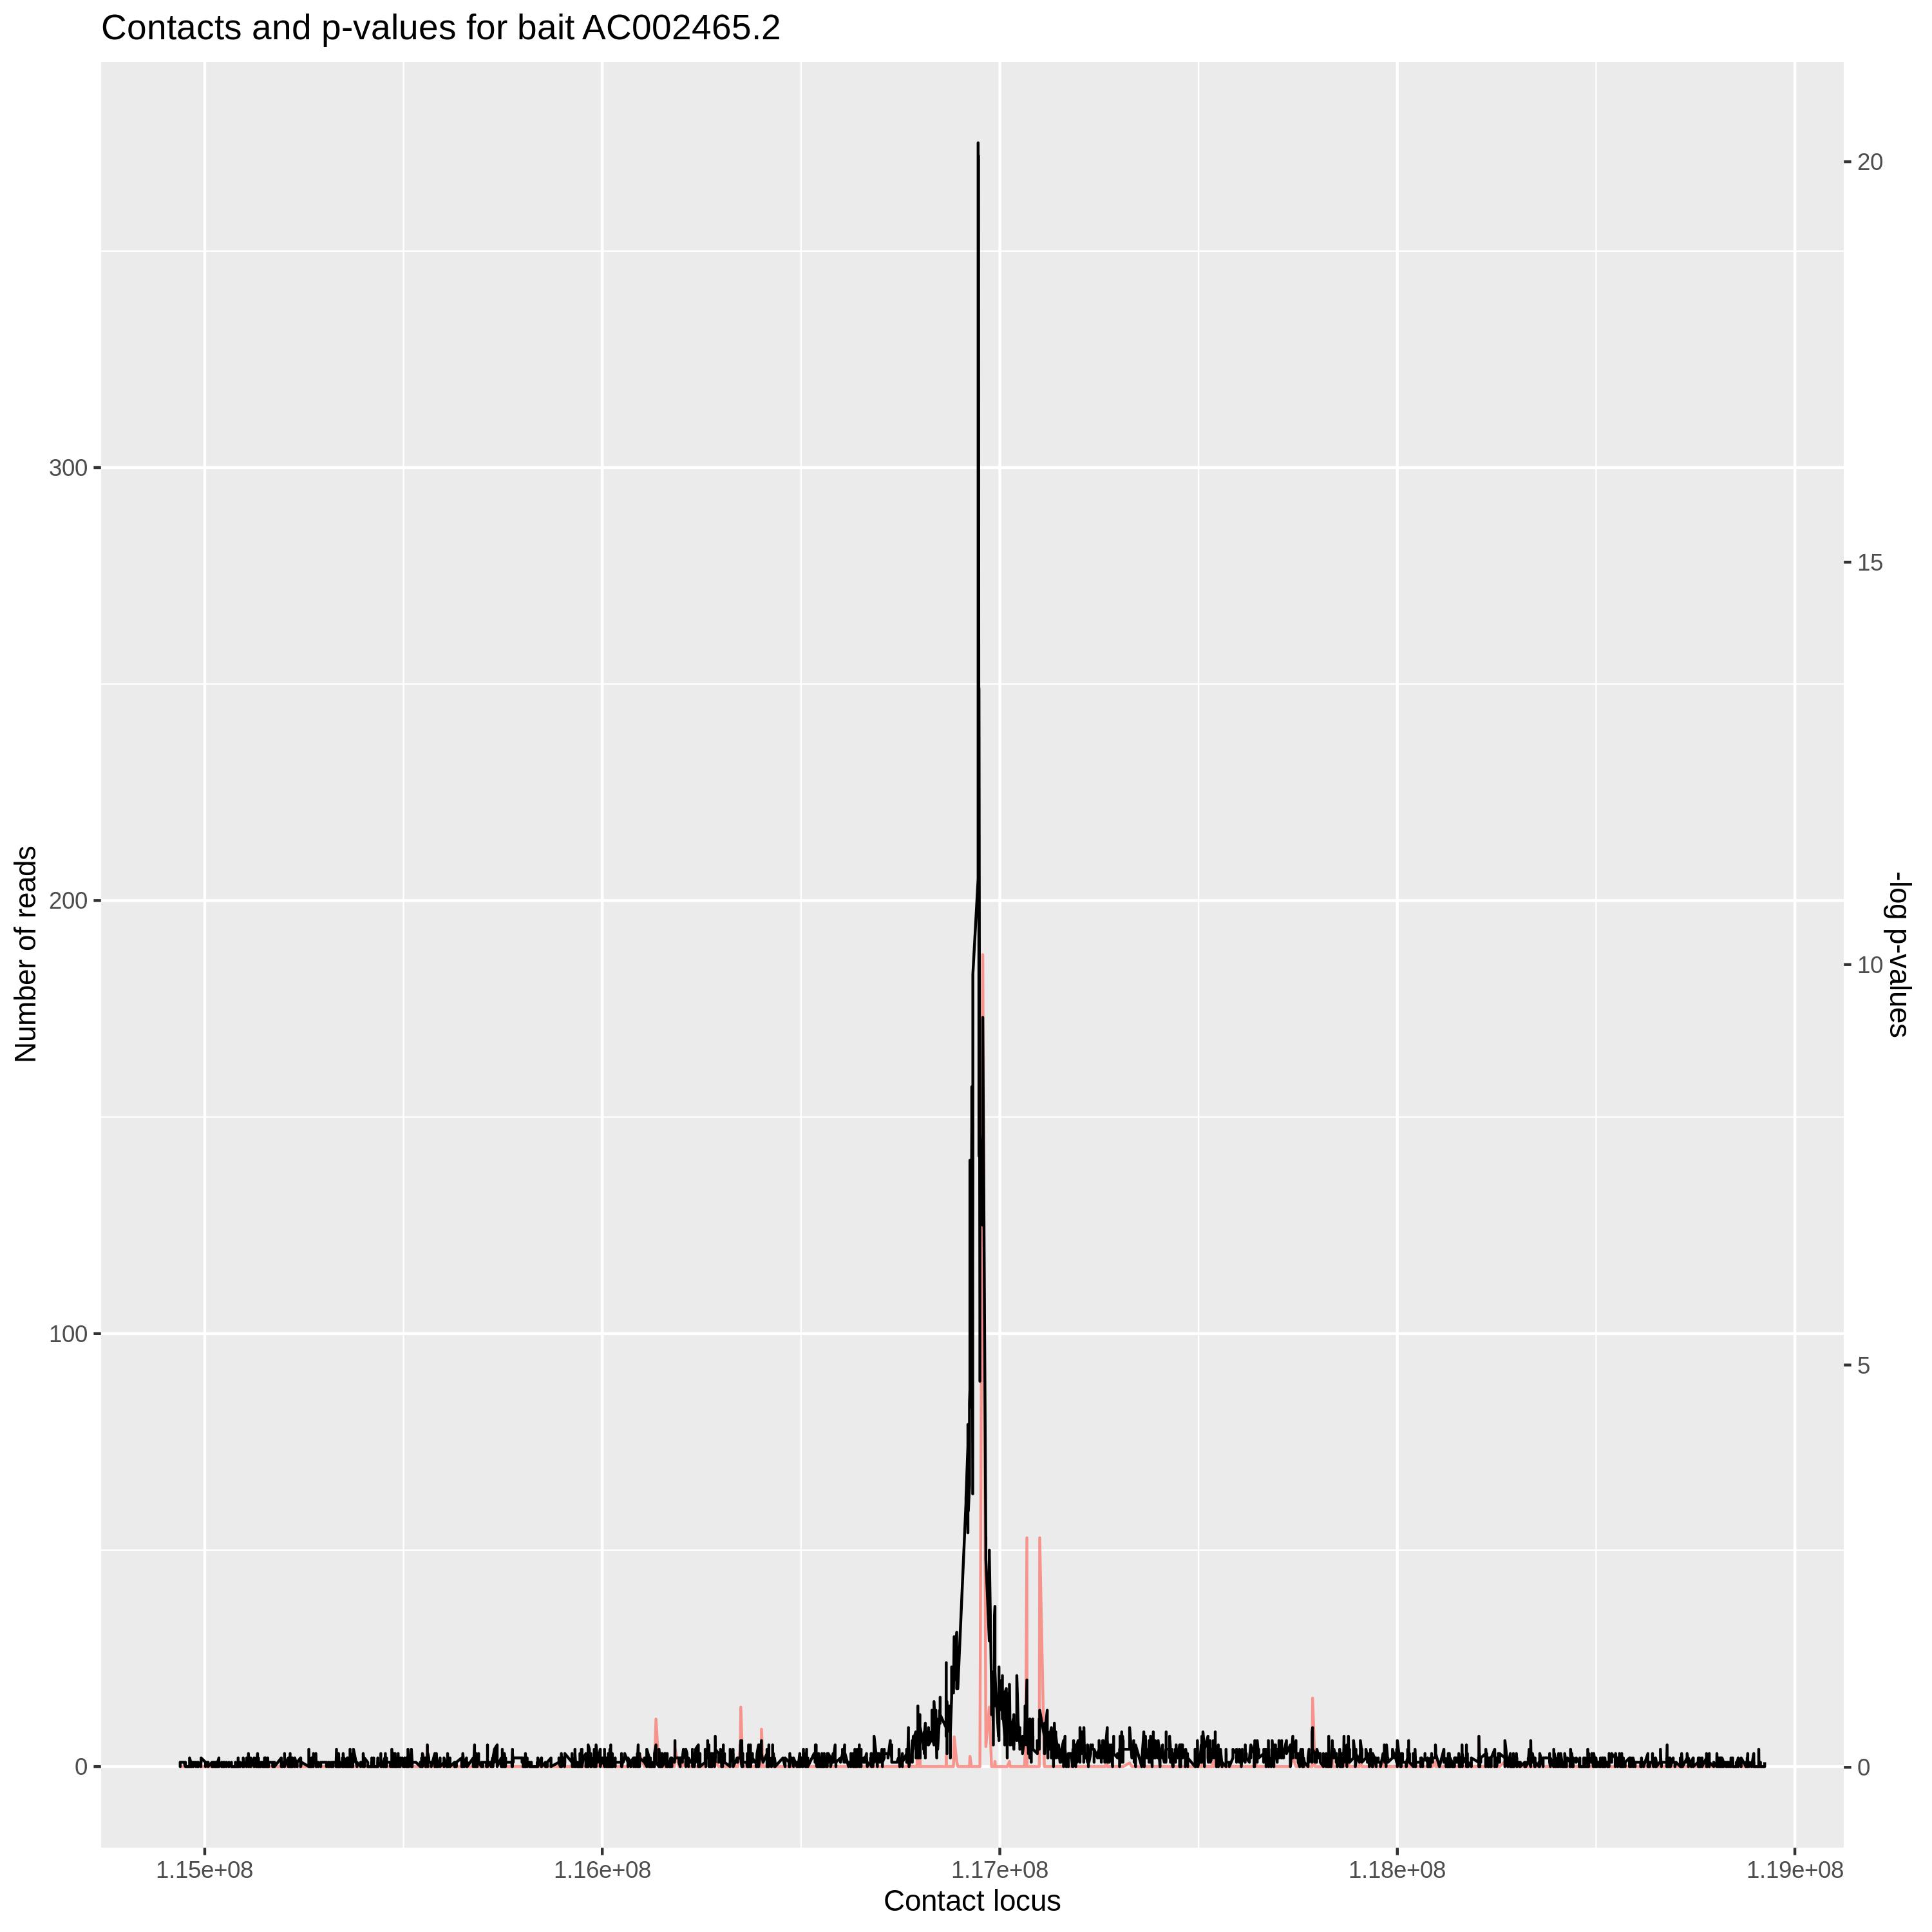 Contacts and p-values for bait AC002465.2
300
200
100
0
20
15
10
5
0
Number of reads
-log p-values
1.15e+08
1.16e+08
1.17e+08
1.18e+08
1.19e+08
Contact locus